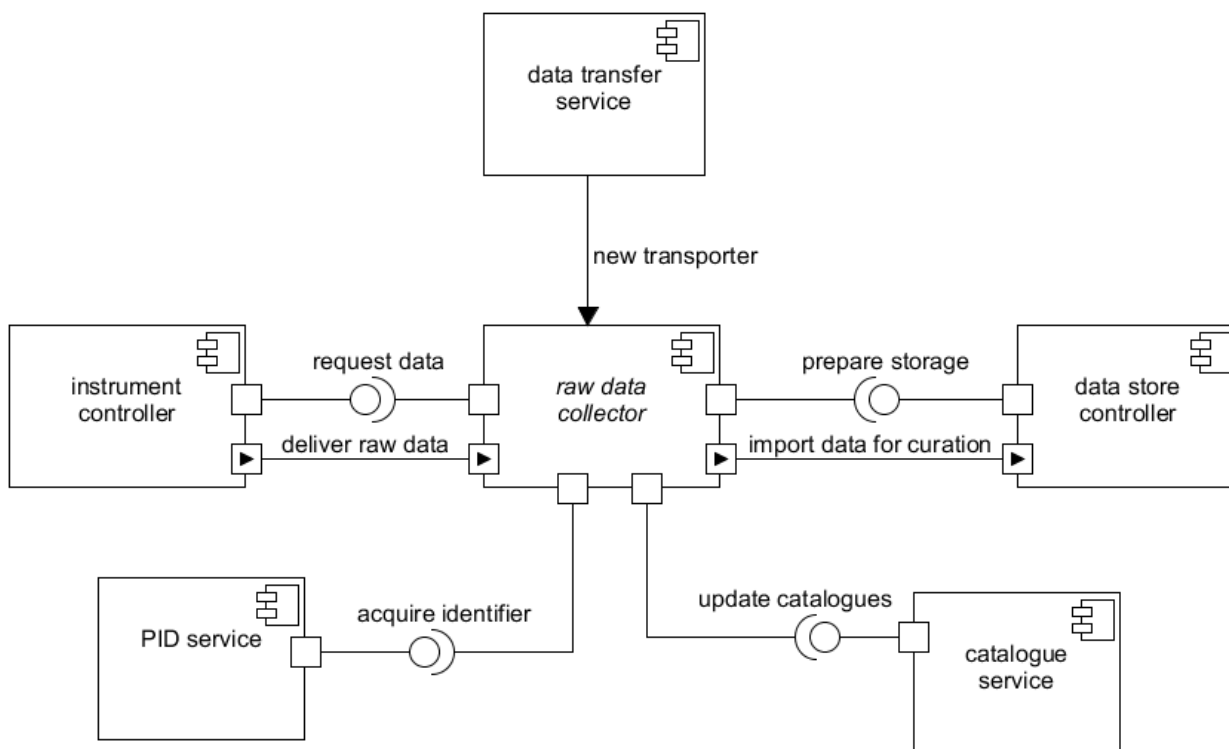 data transfer
service
new transporter
request data
prepare storage
instrument
controller
raw data
collector
data store
controller
deliver raw data
import data for curation
acquire identifier
update catalogues
PID service
catalogue
service